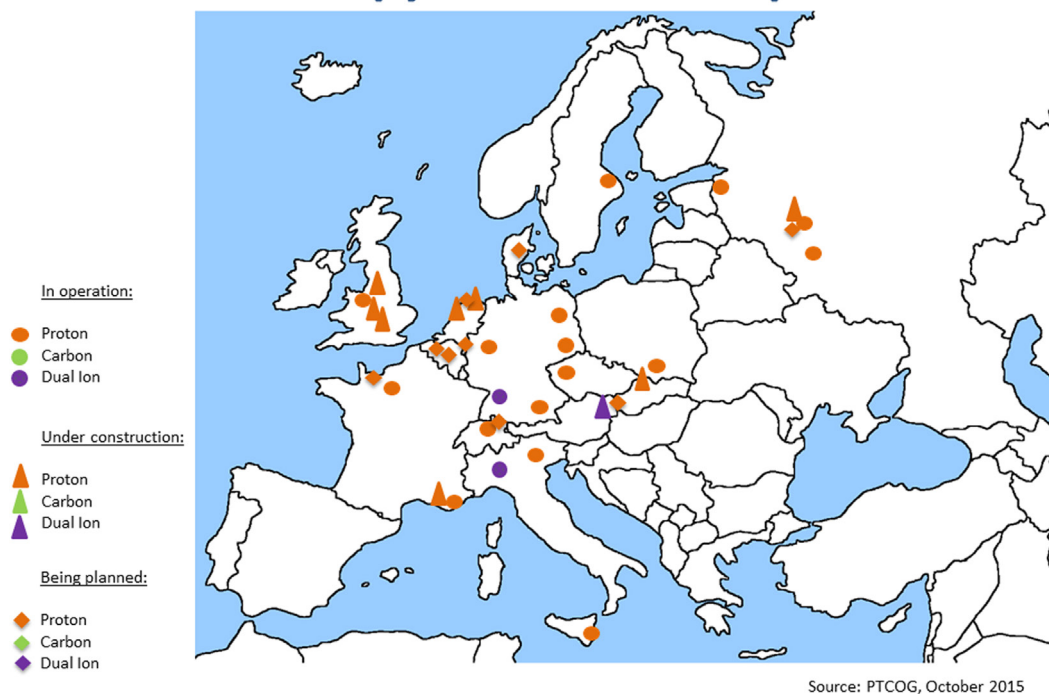 In operation:
Proton
Carbon
Dual Ion
Under construction:
Proton
Carbon
Dual Ion
Being planned:
Proton
Carbon
Dual Ion
Source: PTCOG, October 2015